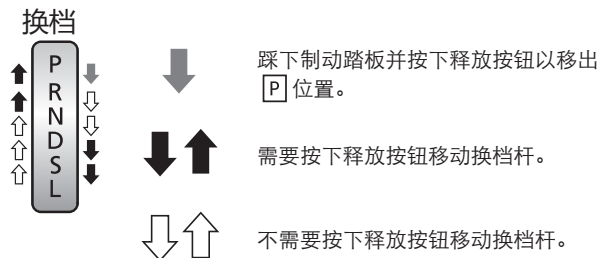 换档
P
R
N
D
S
L
踩下制动踏板并按下释放按钮以移出
P 位置。
需要按下释放按钮移动换档杆。
不需要按下释放按钮移动换档杆。